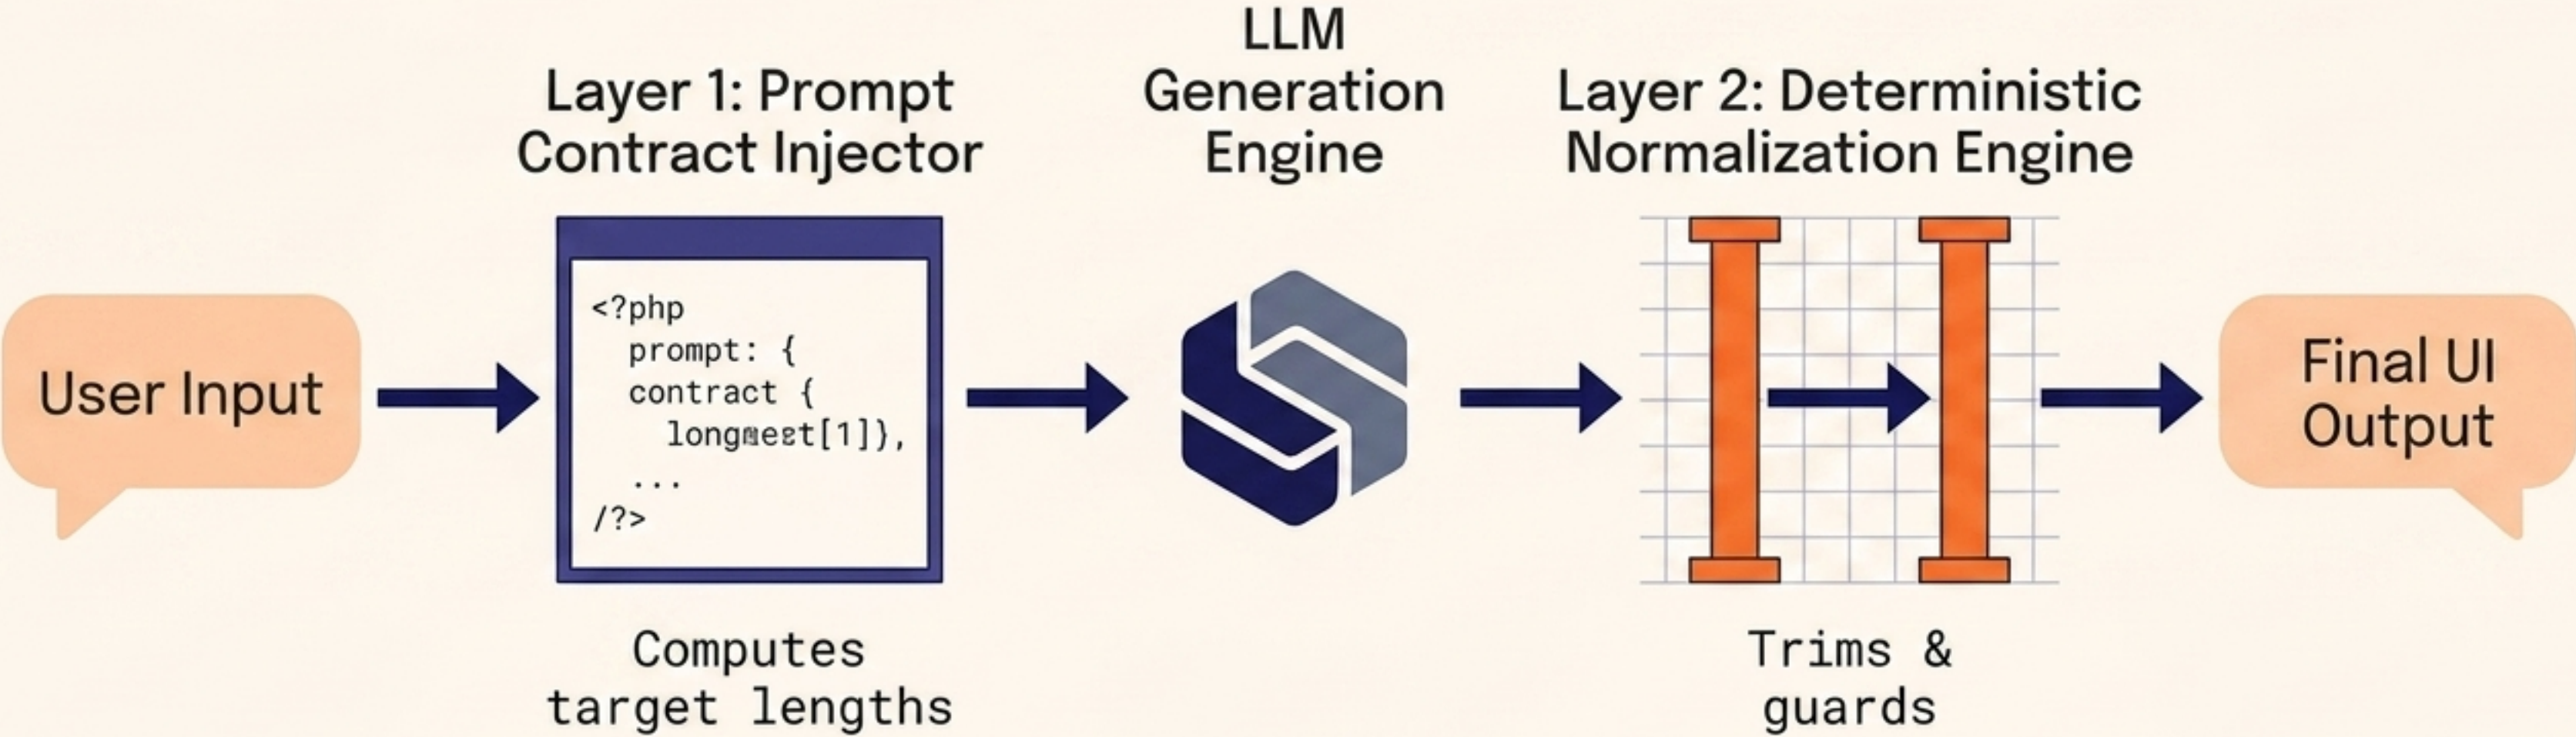 User Input
Layer 1: Prompt
Contract Injector
<?php
prompt: {
contract {
...
/?>
Computes
target lengths
LLM
Generation
Engine
Layer 2: Deterministic
Normalization Engine
Trims &
guards
Final UI
Output